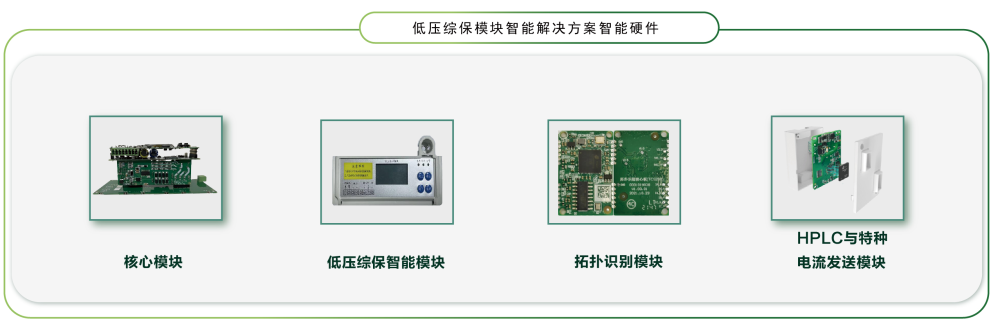 低压综保模块智能解决方案智能硬件
核心模块
低压综保智能模块
拓扑识别模块
HPLC与特种
电流发送模块